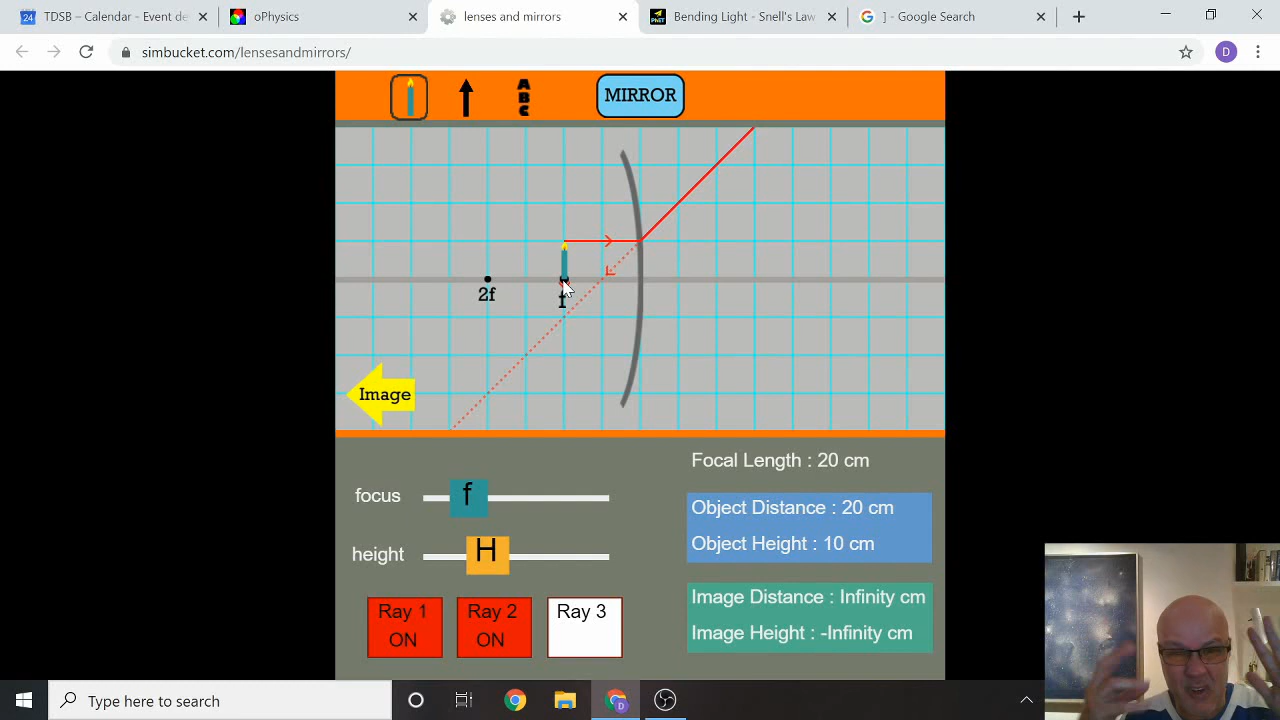 TDSB – Calendar - Event de
oPhysics
lenses and mirrors
Bending Light - Snell's Law
] - Google Search
simbucket.com/lensesandmirrors/
D
A
B
C
MIRROR
2f
f
Image
focus
f
height
H
Ray 1
ON
Ray 2
ON
Ray 3
Focal Length : 20 cm
Object Distance : 20 cm
Object Height : 10 cm
Image Distance : Infinity cm
Image Height : -Infinity cm
Type here to search